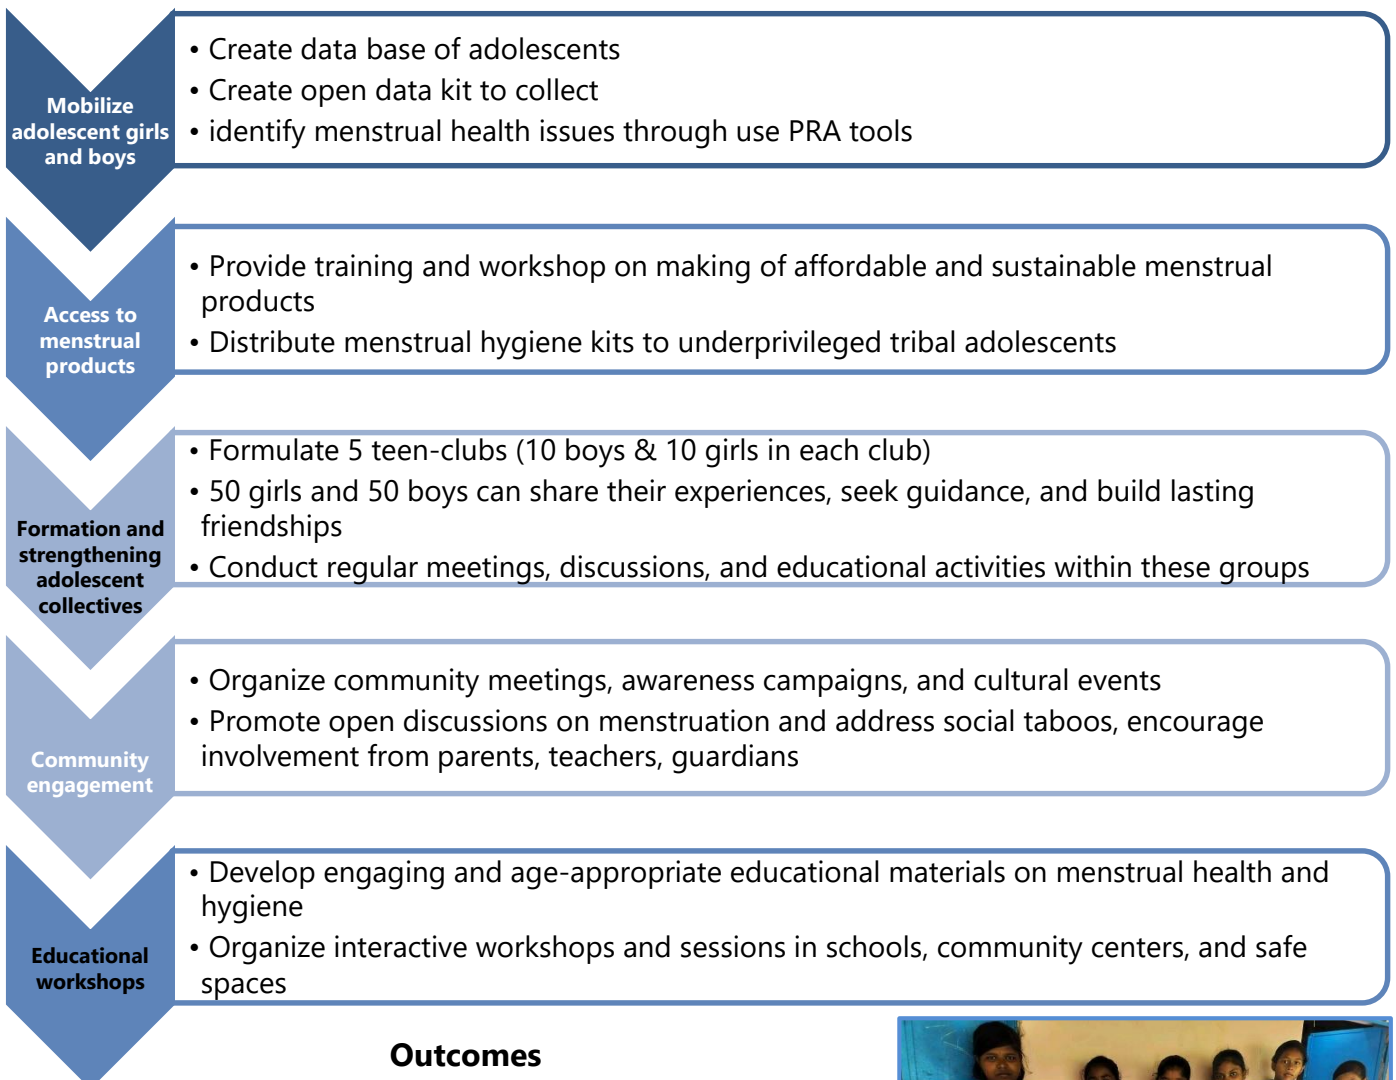 Mobilize
adolescent girls
and boys
• Create data base of adolescents
• Create open data kit to collect
• identify menstrual health issues through use PRA tools
Access to
menstrual
products
• Provide training and workshop on making of affordable and sustainable menstrual
products
• Distribute menstrual hygiene kits to underprivileged tribal adolescents
Formation and
strengthening
adolescent
collectives
• Formulate 5 teen-clubs (10 boys & 10 girls in each club)
• 50 girls and 50 boys can share their experiences, seek guidance, and build lasting
friendships
• Conduct regular meetings, discussions, and educational activities within these groups
Community
engagement
• Organize community meetings, awareness campaigns, and cultural events
• Promote open discussions on menstruation and address social taboos, encourage
involvement from parents, teachers, guardians
Educational
workshops
• Develop engaging and age-appropriate educational materials on menstrual health and
hygiene
• Organize interactive workshops and sessions in schools, community centers, and safe
spaces
Outcomes